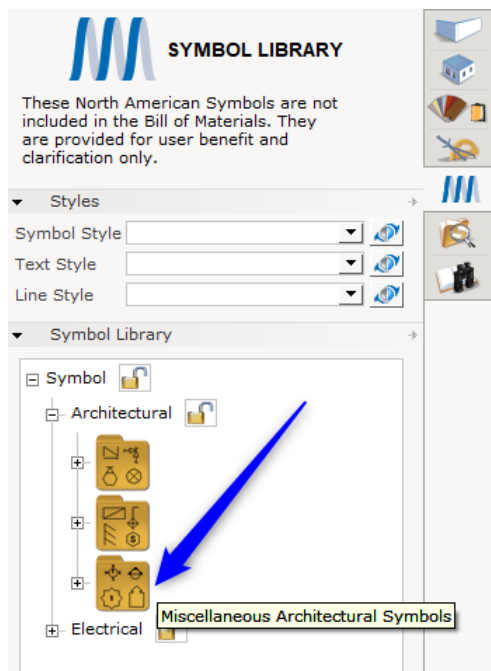 SYMBOL LIBRARY
These North American Symbols are not
included in the Bill of Materials. They
are provided for user benefit and
clarification only.
Styles
Symbol Style
Text Style
Line Style
Symbol Library
Symbol
Architectural
Miscellaneous Architectural Symbols
Electrical